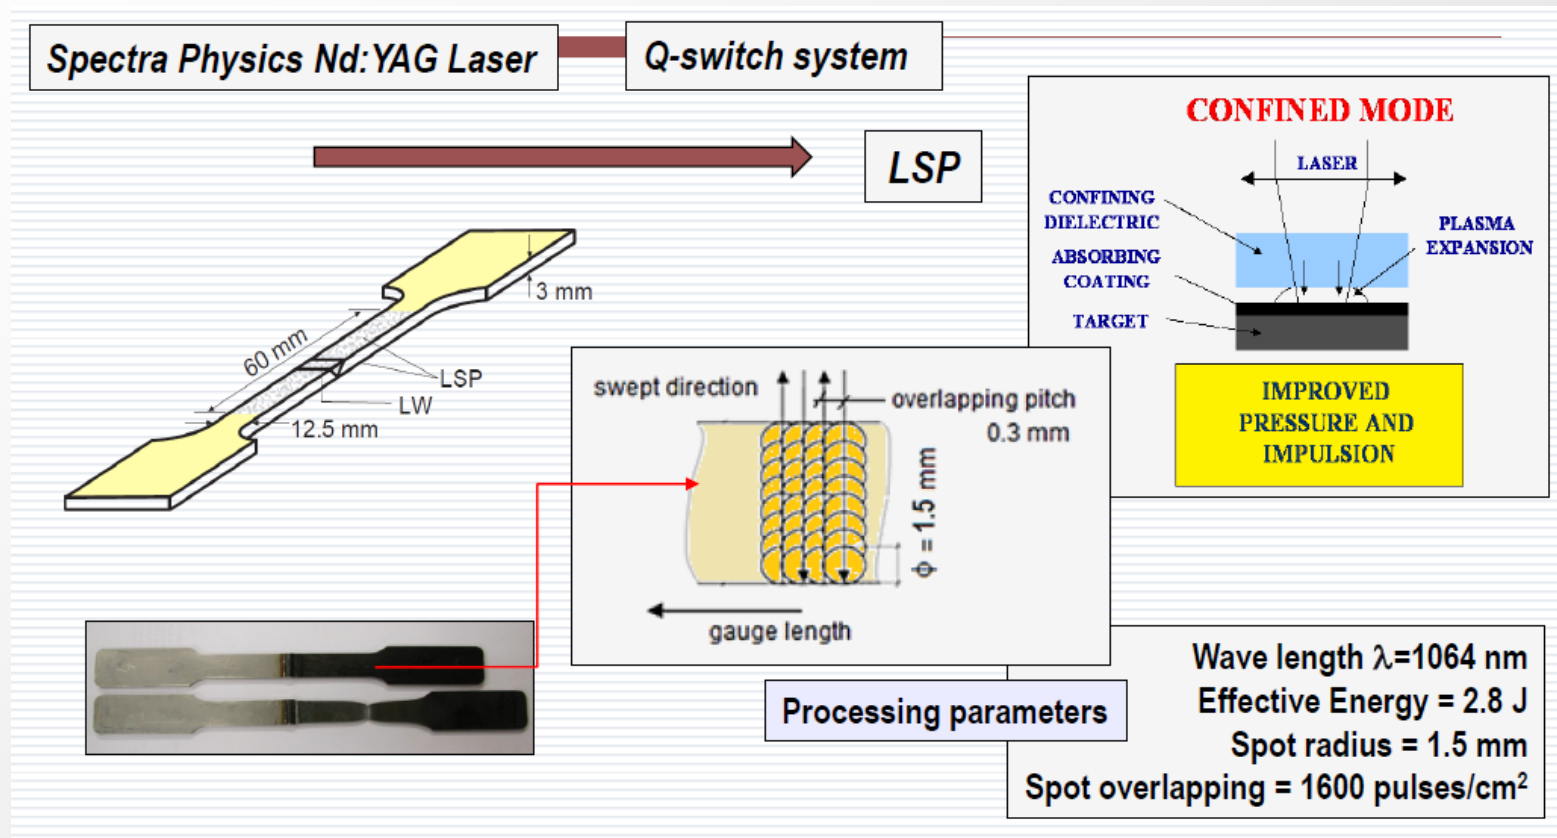 Spectra Physics Nd:YAG Laser
Q-switch system
LSP
CONFINED MODE
LASER
CONFINING
DIELECTRIC
PLASMA
EXPANSION
ABSORBING
COATING
TARGET
IMPROVED
PRESSURE AND
IMPULSION
3 mm
60 mm
LSP
LW
12.5 mm
swept direction
overlapping pitch
0.3 mm
ϕ = 1.5 mm
gauge length
Processing parameters
Wave length λ=1064 nm
Effective Energy = 2.8 J
Spot radius = 1.5 mm
Spot overlapping = 1600 pulses/cm²